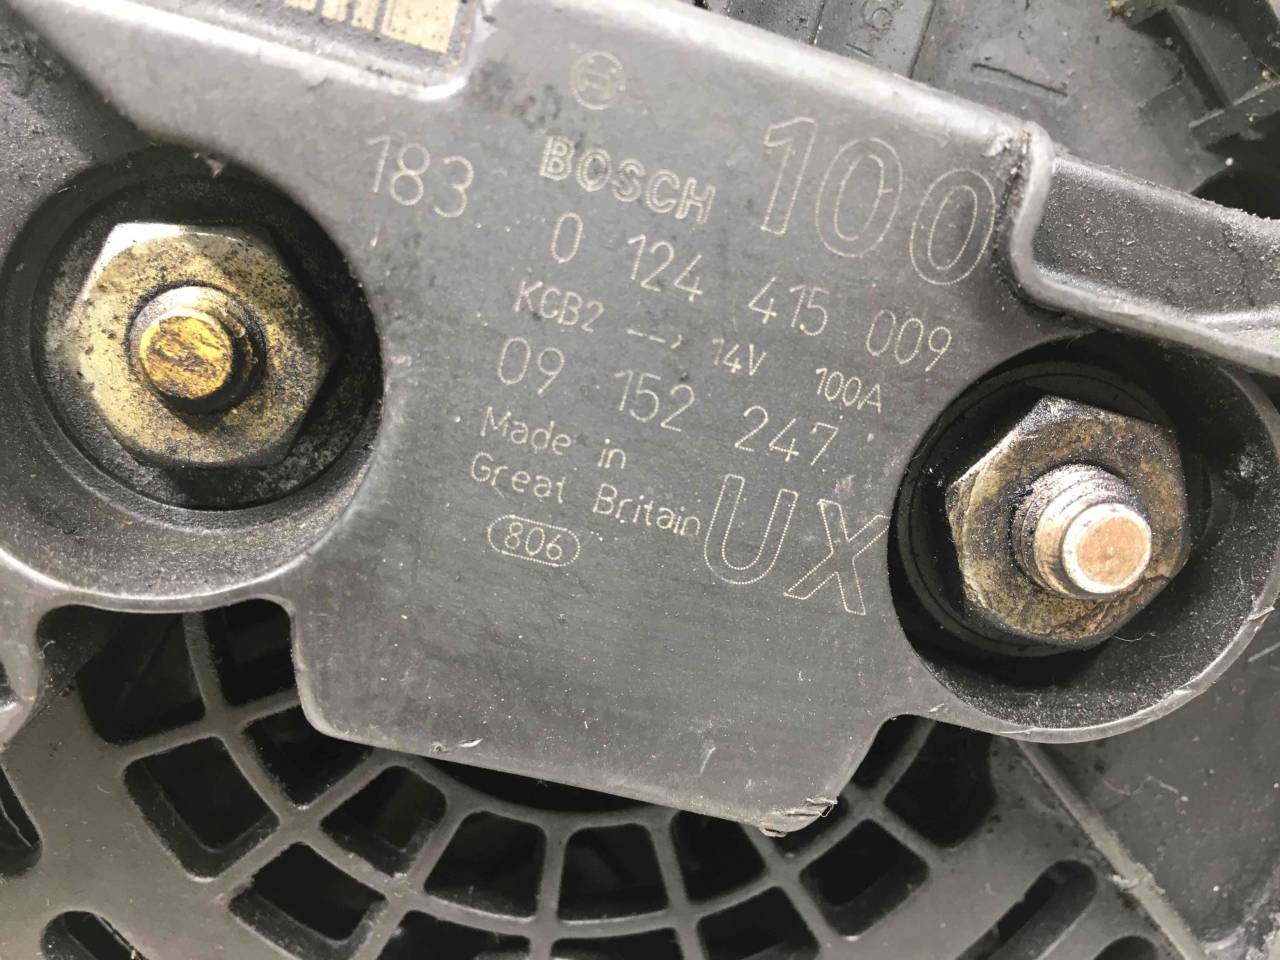 183 BOSCH 100
0 124 415 009
KCB2 --> 14V 100A
09 152 247
Made in
Great Britain
UX
806